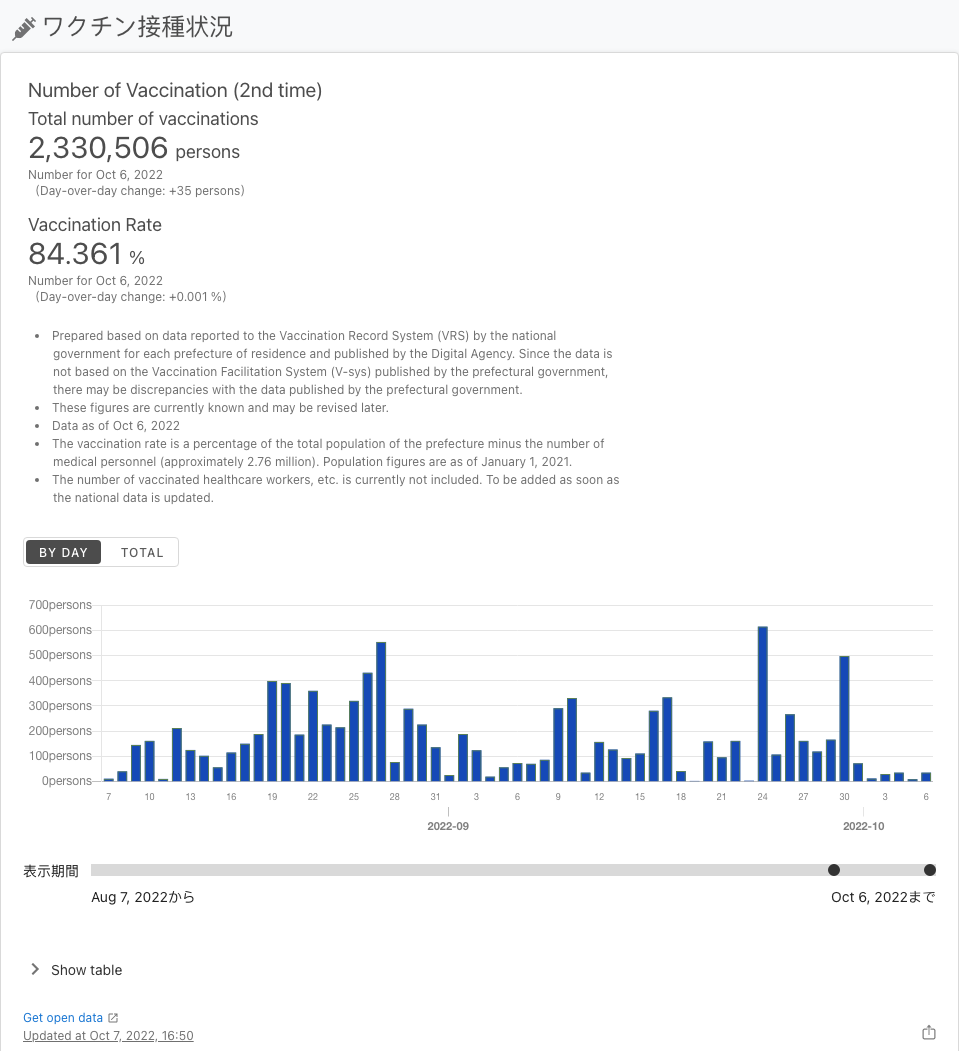 ワクチン接種状況
Number of Vaccination (2nd time)
Total number of vaccinations
2,330,506 persons
Number for Oct 6, 2022
(Day-over-day change: +35 persons)
Vaccination Rate
84.361 %
Number for Oct 6, 2022
(Day-over-day change: +0.001 %)
• Prepared based on data reported to the Vaccination Record System (VRS) by the national
government for each prefecture of residence and published by the Digital Agency. Since the data is
not based on the Vaccination Facilitation System (V-sys) published by the prefectural government,
there may be discrepancies with the data published by the prefectural government.
• These figures are currently known and may be revised later.
• Data as of Oct 6, 2022
• The vaccination rate is a percentage of the total population of the prefecture minus the number of
medical personnel (approximately 2.76 million). Population figures are as of January 1, 2021.
• The number of vaccinated healthcare workers, etc. is currently not included. To be added as soon as
the national data is updated.
BY DAY TOTAL
700persons
600persons
500persons
400persons
300persons
200persons
100persons
0persons
7 10 13 16 19 22 25 28 31 3 6 9 12 15 18 21 24 27 30 3 6
2022-09 2022-10
表示期間
Aug 7, 2022から Oct 6, 2022まで
Show table
Get open data
Updated at Oct 7, 2022, 16:50